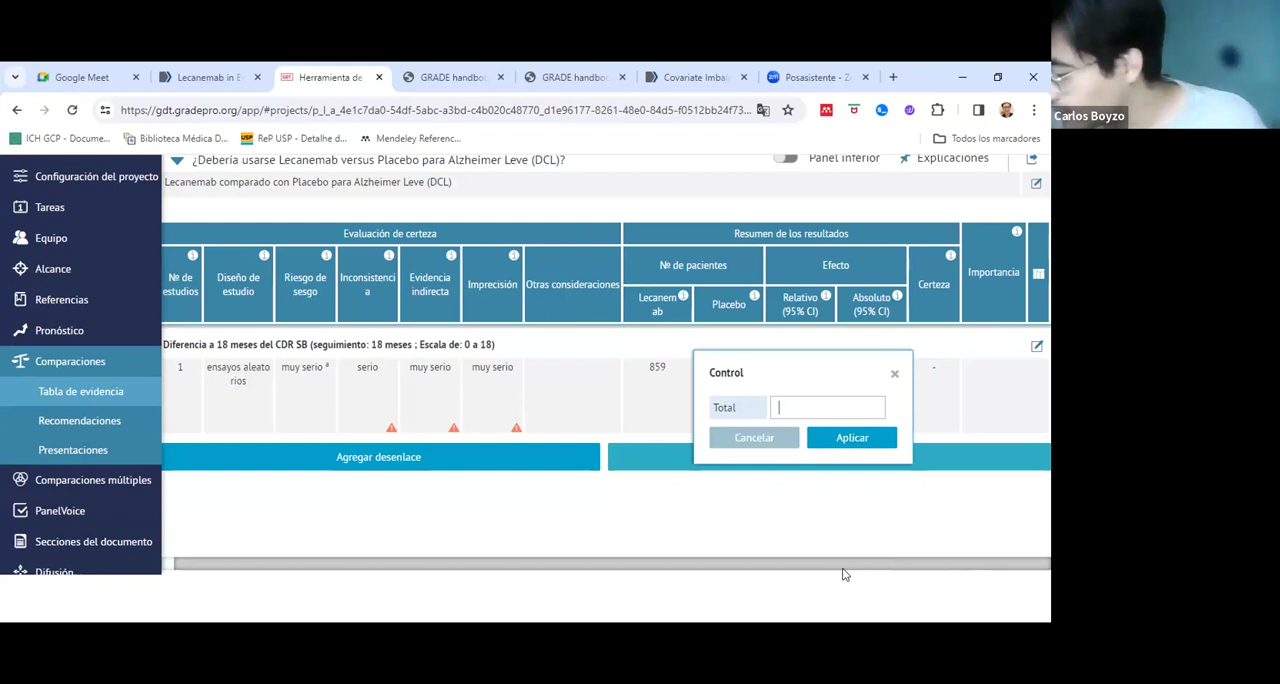 Google Meet
Lecanemab in E
Herramienta de
GRADE handbo
GRADE handbo
Covariate Imbal
Posasistente - Z
https://gdt.gradepro.org/app/#projects/p_l_a_4e1c7da0-54df-5abc-a3bd-c4b020c48770_d1e96177-8261-48e0-84d5-f0512bb24f73...
ICH GCP - Docume...
Biblioteca Médica D...
ReP USP - Detalhe d...
Mendeley Referenc...
Todos los marcadores
Carlos Boyzo
Configuración del proyecto
Tareas
Equipo
Alcance
Referencias
Pronóstico
Comparaciones
Tabla de evidencia
Recomendaciones
Presentaciones
Comparaciones múltiples
PanelVoice
Secciones del documento
Difusión
¿Debería usarse Lecanemab versus Placebo para Alzheimer Leve (DCL)?
Panel inferior
Explicaciones
Lecanemab comparado con Placebo para Alzheimer Leve (DCL)
Evaluación de certeza
Resumen de los resultados
Importancia
Nº de
estudios
Diseño de
estudio
Riesgo de
sesgo
Inconsistenci
a
Evidencia
indirecta
Imprecisión
Otras consideraciones
Nº de pacientes
Efecto
Certeza
Lecanem
ab
Placebo
Relativo
(95% CI)
Absoluto
(95% CI)
Diferencia a 18 meses del CDR SB (seguimiento: 18 meses ; Escala de: 0 a 18)
1
ensayos aleato
rios
muy serio ª
serio
muy serio
muy serio
859
-
Control
Total
Cancelar
Aplicar
Agregar desenlace